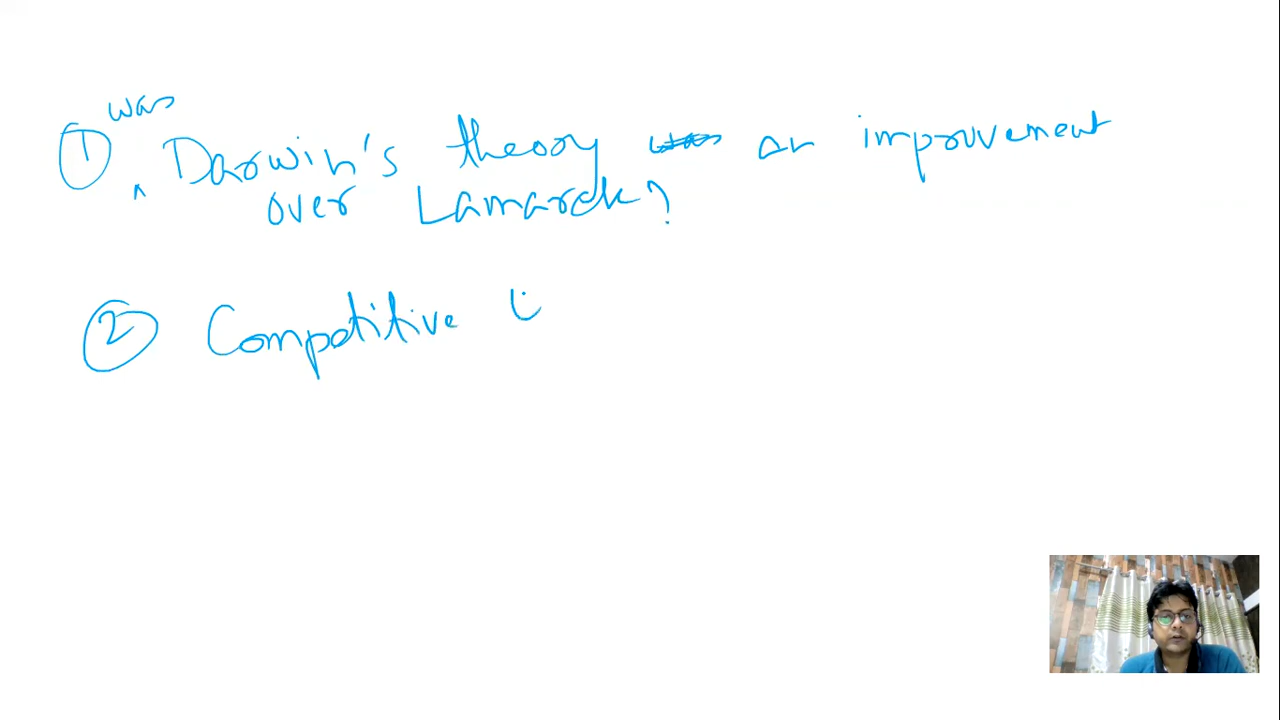 ① was Darwin's theory an improvement
over Lamarck?
② Competitive